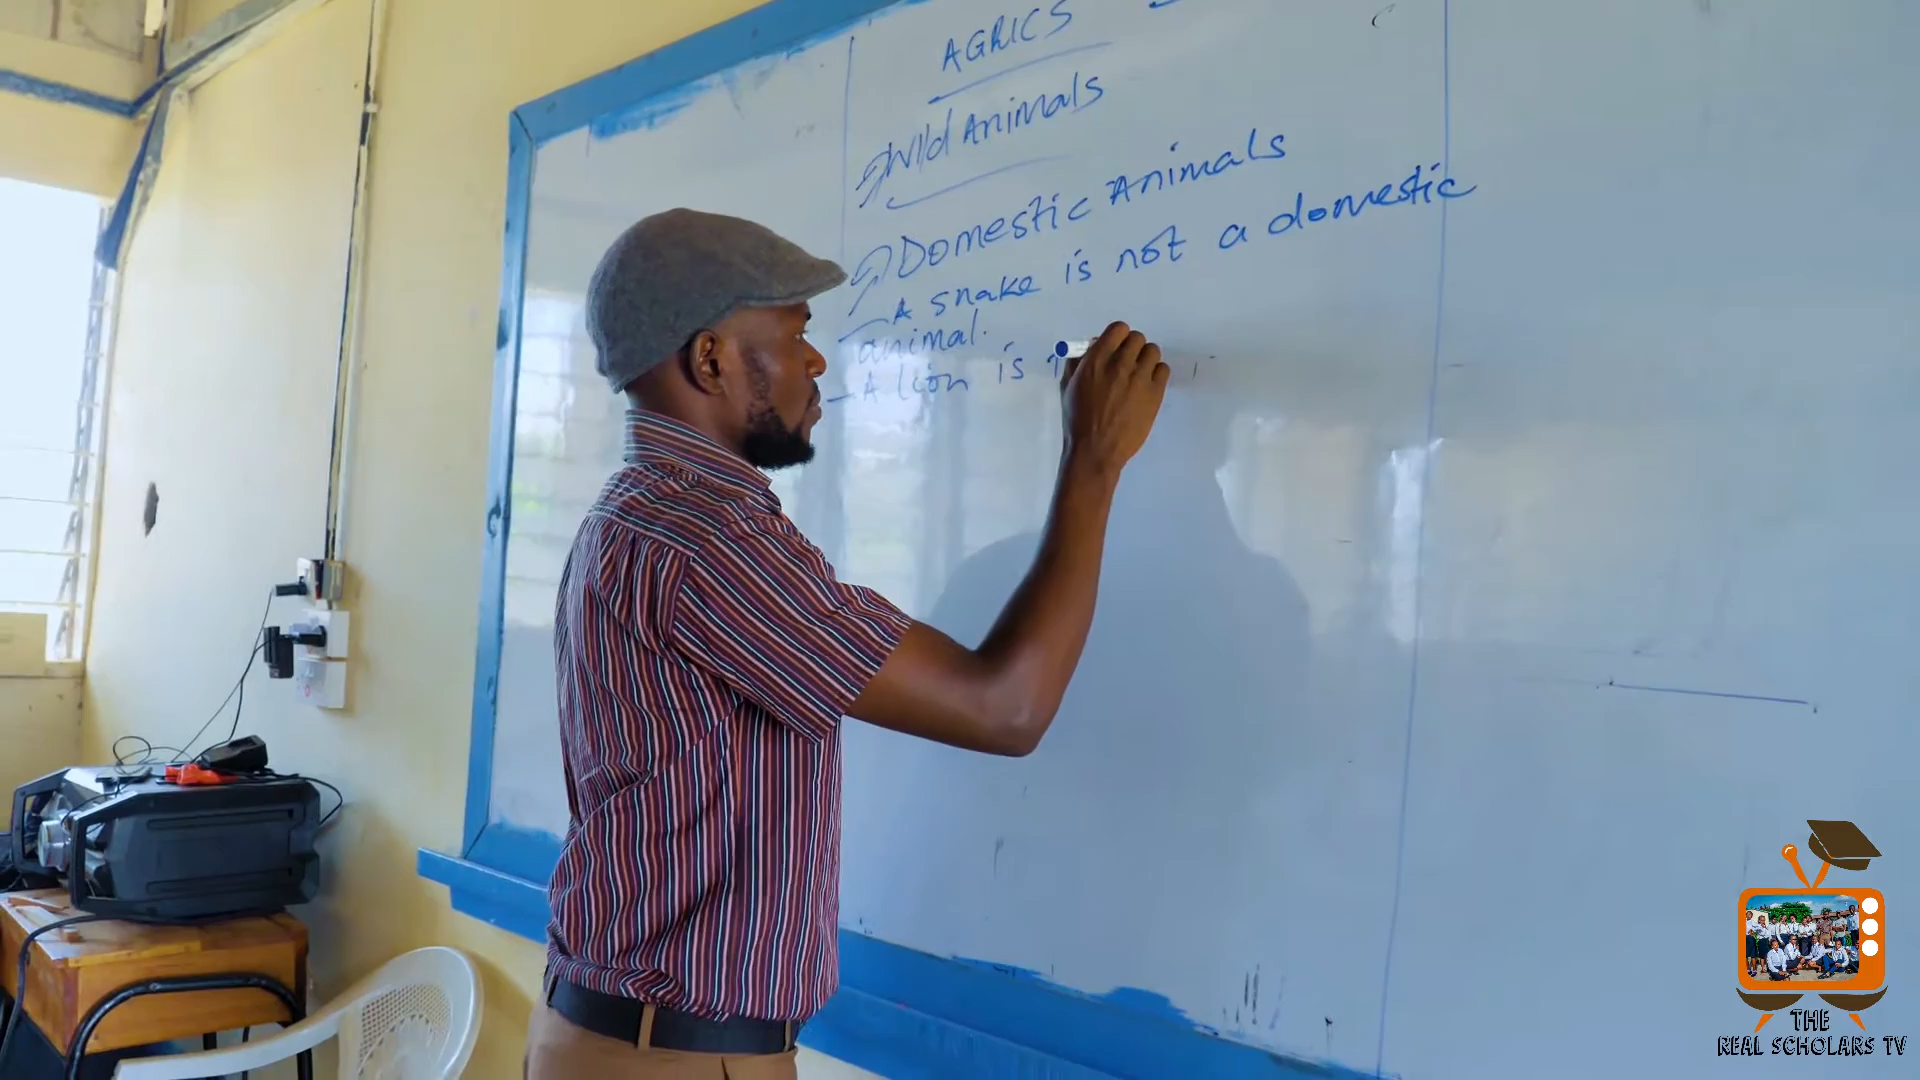 AGRICS
Wild Animals
Domestic Animals
- A snake is not a domestic
animal.
- A lion is
THE
REAL SCHOLARS TV